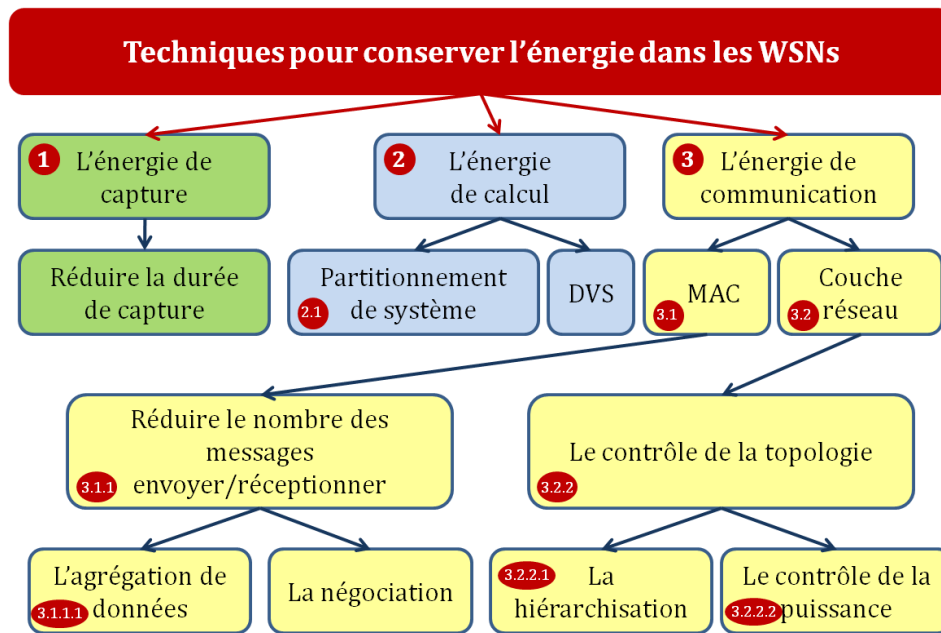 Techniques pour conserver l'énergie dans les WSNs
1 L'énergie de
capture
2 L'énergie
de calcul
3 L'énergie de
communication
Réduire la durée
de capture
Partitionnement
2.1 de système
DVS
MAC
3.1
Couche
3.2 réseau
Réduire le nombre des
messages
3.1.1 envoyer/réceptionner
Le contrôle de la topologie
3.2.2
L'agrégation de
3.1.1.1 données
La négociation
3.2.2.1 La
hiérarchisation
Le contrôle de la
3.2.2.2 puissance